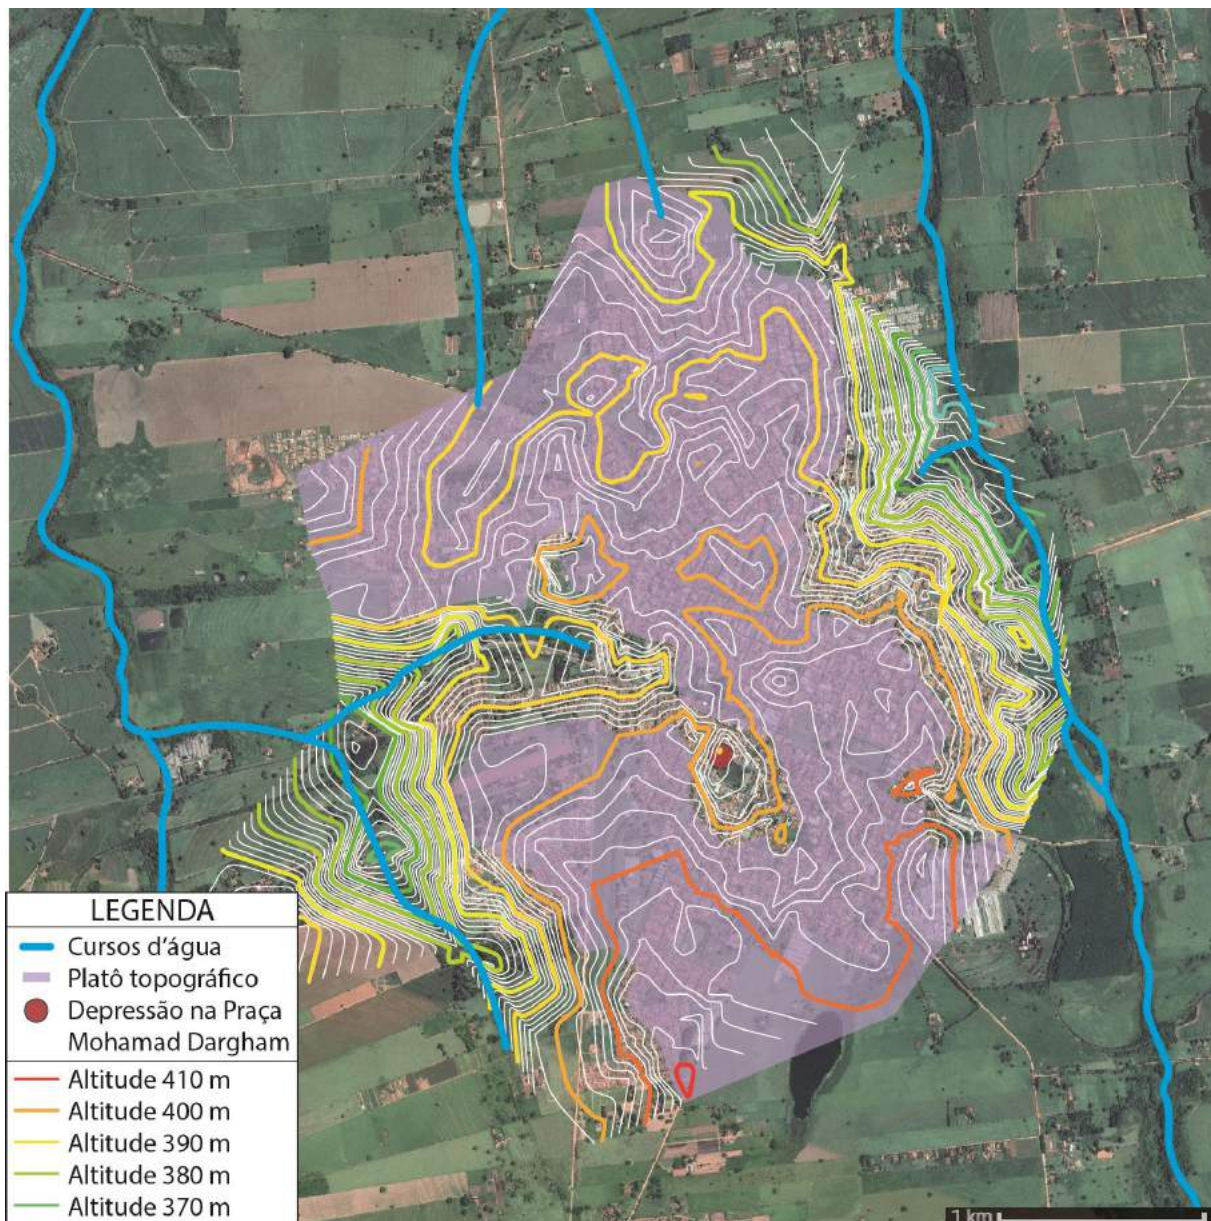 LEGENDA
Cursos d'água
Platô topográfico
Depressão na Praça
Mohamad Dargham
Altitude 410 m
Altitude 400 m
Altitude 390 m
Altitude 380 m
Altitude 370 m
1 km